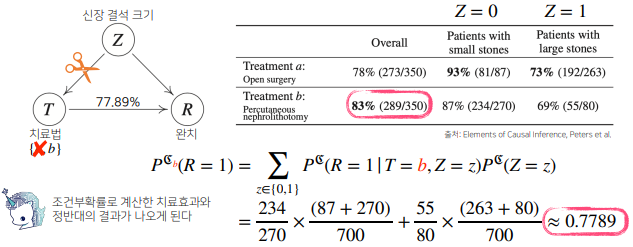 신장 결석 크기
Z
T
77.89%
R
치료법
완치
{❌b}
Z = 0
Z = 1
Overall
Patients with small stones
Patients with large stones
Treatment a:
Open surgery
78% (273/350)
93% (81/87)
73% (192/263)
Treatment b:
Percutaneous nephrolithotomy
83% (289/350)
87% (234/270)
69% (55/80)
출처: Elements of Causal Inference, Peters et al.
P^{ℭ_b}(R = 1) = ∑_{z∈{0,1}} P^ℭ(R = 1 | T = b, Z = z)P^ℭ(Z = z)
= 234/270 × (87 + 270)/700 + 55/80 × (263 + 80)/700 ≈ 0.7789
조건부확률로 계산한 치료효과와
정반대의 결과가 나오게 된다